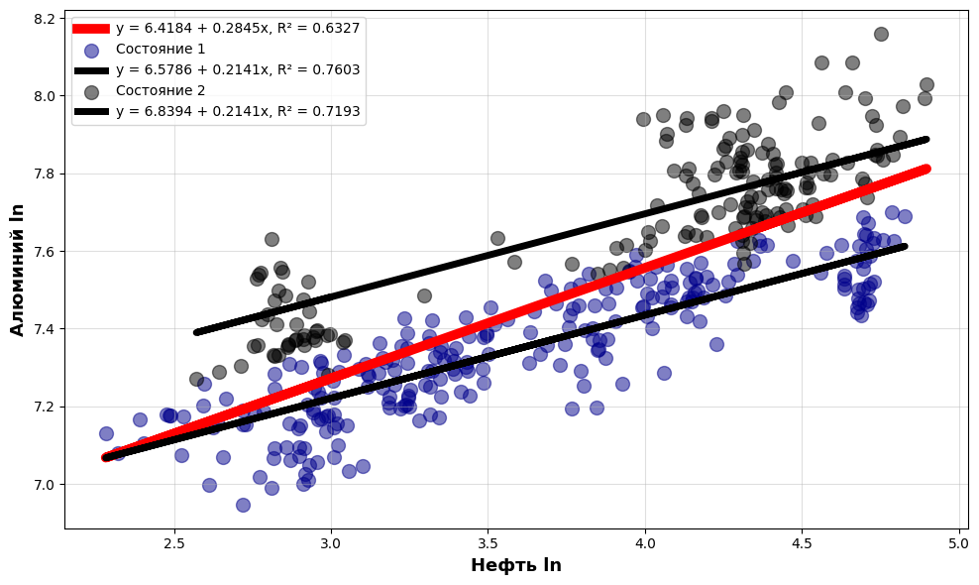 y = 6.4184 + 0.2845x, R² = 0.6327
Состояние 1
y = 6.5786 + 0.2141x, R² = 0.7603
Состояние 2
y = 6.8394 + 0.2141x, R² = 0.7193
8.2
8.0
7.8
7.6
7.4
7.2
7.0
Алюминий ln
2.5 3.0 3.5 4.0 4.5 5.0
Нефть ln